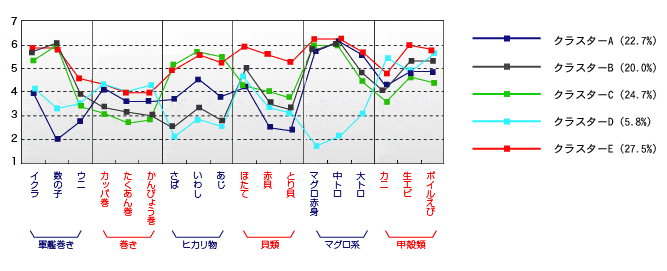 7
6
5
4
3
2
1
イクラ
数の子
ウニ
カッパ巻
たくあん巻
かんぴょう巻
さば
いわし
あじ
ほたて
赤貝
とり貝
マグロ赤身
中トロ
大トロ
カニ
生エビ
ボイルえび
軍艦巻き
巻き
ヒカリ物
貝類
マグロ系
甲殻類
クラスターA (22.7%)
クラスターB (20.0%)
クラスターC (24.7%)
クラスターD (5.8%)
クラスターE (27.5%)